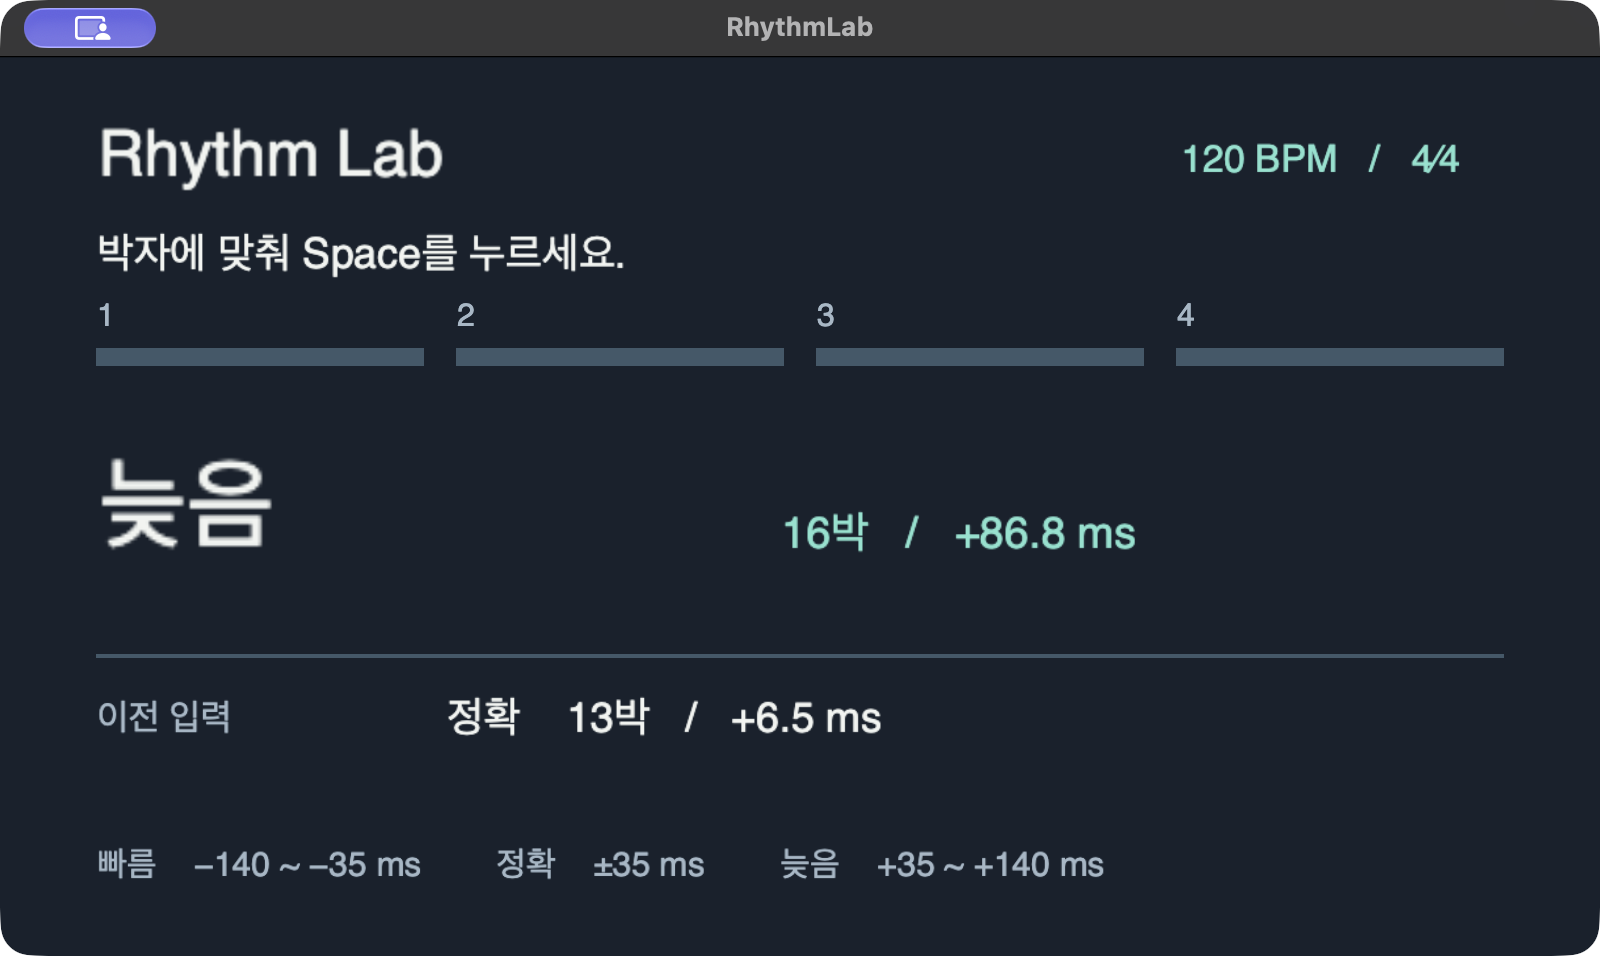 RhythmLab
Rhythm Lab
120 BPM / 4/4
박자에 맞춰 Space를 누르세요.
1 2 3 4
늦음
16박 / +86.8 ms
이전 입력 정확 13박 / +6.5 ms
빠름 −140 ~ −35 ms 정확 ±35 ms 늦음 +35 ~ +140 ms